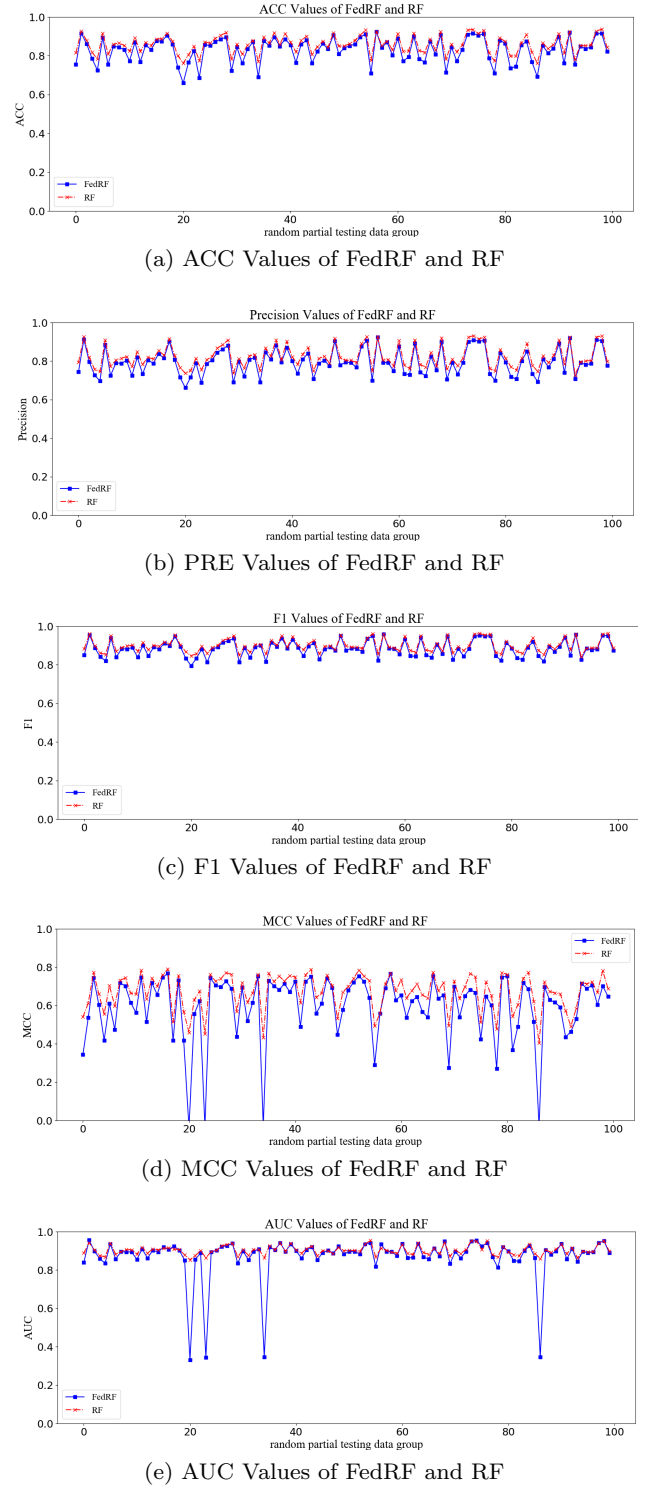 ACC Values of FedRF and RF
1.0
0.8
0.6
0.4
0.2
0.0
ACC
FedRF
RF
0 20 40 60 80 100
random partial testing data group
(a) ACC Values of FedRF and RF
Precision Values of FedRF and RF
1.0
0.8
0.6
0.4
0.2
0.0
Precision
FedRF
RF
0 20 40 60 80 100
random partial testing data group
(b) PRE Values of FedRF and RF
F1 Values of FedRF and RF
1.0
0.8
0.6
0.4
0.2
0.0
F1
FedRF
RF
0 20 40 60 80 100
random partial testing data group
(c) F1 Values of FedRF and RF
MCC Values of FedRF and RF
1.0
0.8
0.6
0.4
0.2
0.0
MCC
FedRF
RF
0 20 40 60 80 100
random partial testing data group
(d) MCC Values of FedRF and RF
AUC Values of FedRF and RF
1.0
0.8
0.6
0.4
0.2
0.0
AUC
FedRF
RF
0 20 40 60 80 100
random partial testing data group
(e) AUC Values of FedRF and RF